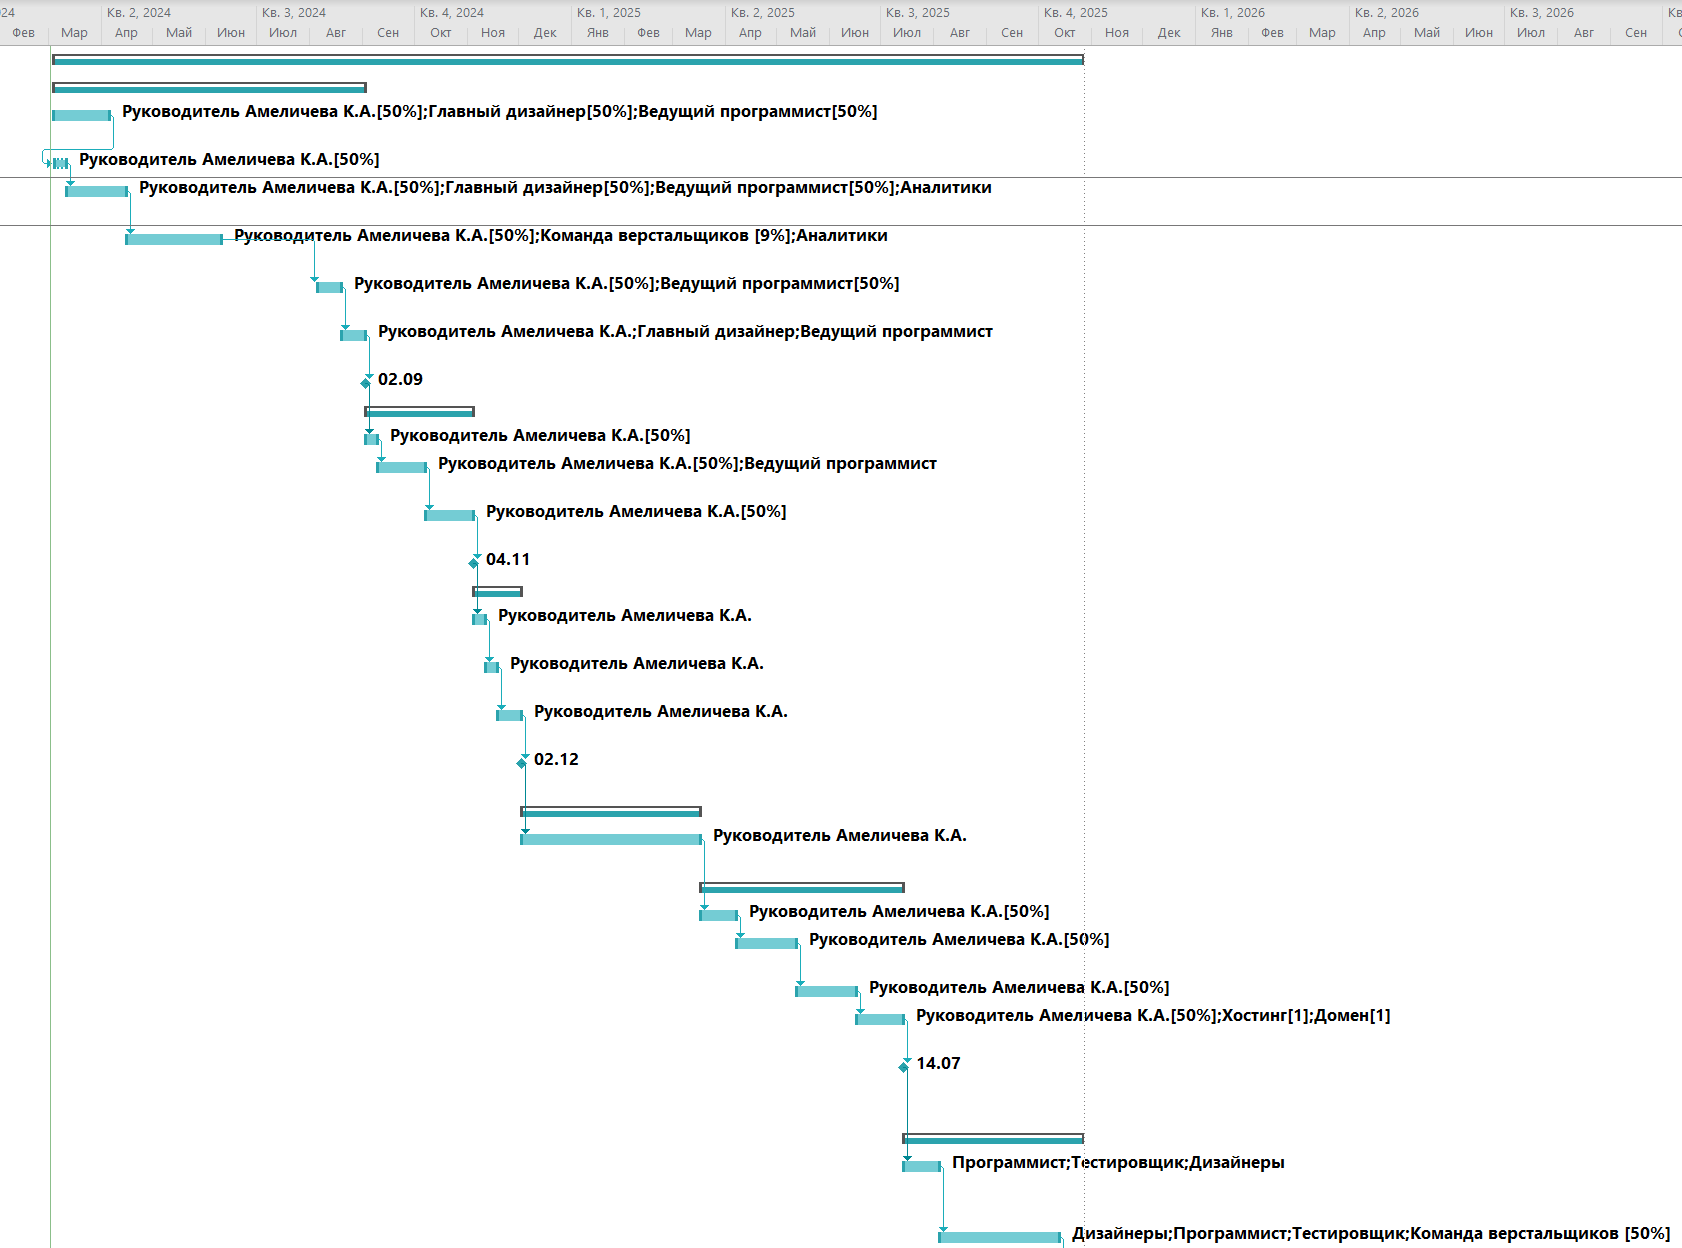 Кв. 2, 2024 Кв. 3, 2024 Кв. 4, 2024 Кв. 1, 2025 Кв. 2, 2025 Кв. 3, 2025 Кв. 4, 2025 Кв. 1, 2026 Кв. 2, 2026 Кв. 3, 2026
Фев Мар Апр Май Июн Июл Авг Сен Окт Ноя Дек Янв Фев Мар Апр Май Июн Июл Авг Сен Окт Ноя Дек Янв Фев Мар Апр Май Июн Июл Авг Сен
Руководитель Амеличева К.А.[50%];Главный дизайнер[50%];Ведущий программист[50%]
Руководитель Амеличева К.А.[50%]
Руководитель Амеличева К.А.[50%];Главный дизайнер[50%];Ведущий программист[50%];Аналитики
Руководитель Амеличева К.А.[50%];Команда верстальщиков [9%];Аналитики
Руководитель Амеличева К.А.[50%];Ведущий программист[50%]
Руководитель Амеличева К.А.;Главный дизайнер;Ведущий программист
02.09
Руководитель Амеличева К.А.[50%]
Руководитель Амеличева К.А.[50%];Ведущий программист
Руководитель Амеличева К.А.[50%]
04.11
Руководитель Амеличева К.А.
Руководитель Амеличева К.А.
Руководитель Амеличева К.А.
02.12
Руководитель Амеличева К.А.
Руководитель Амеличева К.А.[50%]
Руководитель Амеличева К.А.[50%]
Руководитель Амеличева К.А.[50%]
Руководитель Амеличева К.А.[50%];Хостинг[1];Домен[1]
14.07
Программист;Тестировщик;Дизайнеры
Дизайнеры;Программист;Тестировщик;Команда верстальщиков [50%]